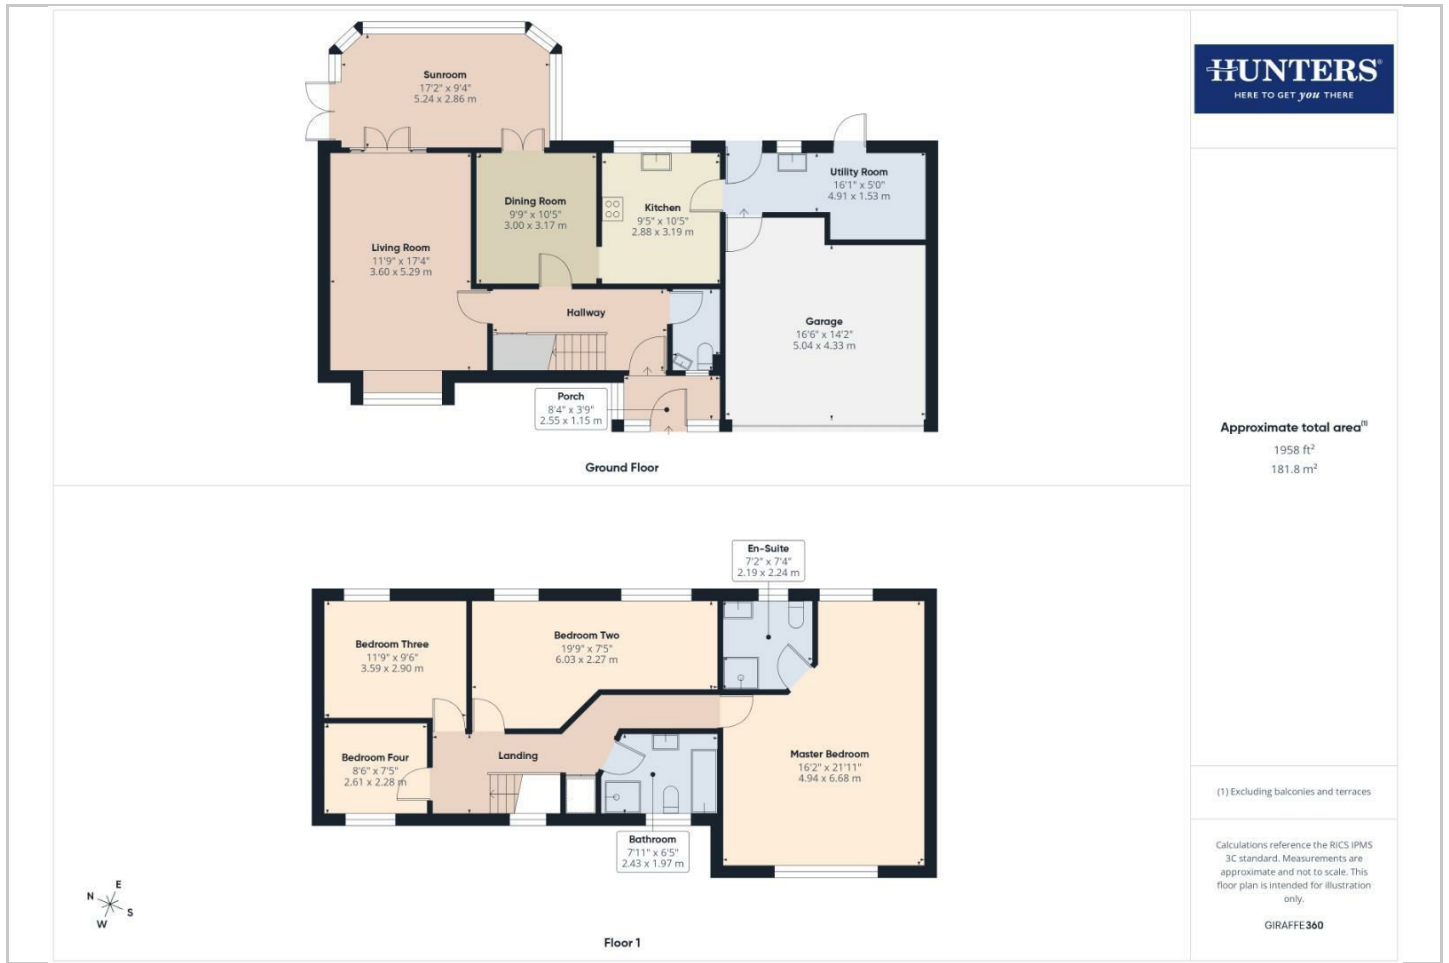 Sunroom
17'2" x 9'4"
5.24 x 2.86 m
Dining Room
9'9" x 10'5"
3.00 x 3.17 m
Kitchen
9'5" x 10'5"
2.88 x 3.19 m
Utility Room
16'1" x 5'0"
4.91 x 1.53 m
Living Room
11'9" x 17'4"
3.60 x 5.29 m
Hallway
Garage
16'6" x 14'2"
5.04 x 4.33 m
Porch
8'4" x 3'9"
2.55 x 1.15 m
Ground Floor
En-Suite
7'2" x 7'4"
2.19 x 2.24 m
Bedroom Three
11'9" x 9'6"
3.59 x 2.90 m
Bedroom Two
19'9" x 7'5"
6.03 x 2.27 m
Bedroom Four
8'6" x 7'5"
2.61 x 2.28 m
Landing
Master Bedroom
16'2" x 21'11"
4.94 x 6.68 m
Bathroom
7'11" x 6'5"
2.43 x 1.97 m
E
N
S
W
Floor 1
HUNTERS®
HERE TO GET you THERE
Approximate total area(1)
1958 ft²
181.8 m²
(1) Excluding balconies and terraces
Calculations reference the RICS IPMS
3C standard. Measurements are
approximate and not to scale. This
floor plan is intended for illustration
only.
GIRAFFE360